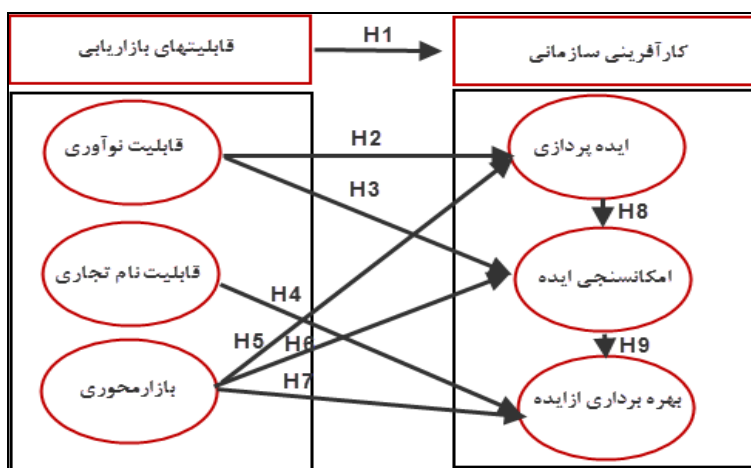 قابلیتهای بازاریابی
H1
کارآفرینی سازمانی
قابلیت نوآوری
H2
ایده پردازی
H3
H8
قابلیت نام تجاری
H4
امکانسنجی ایده
H5
H6
H9
بازارمحوری
H7
بهره برداری ازایده